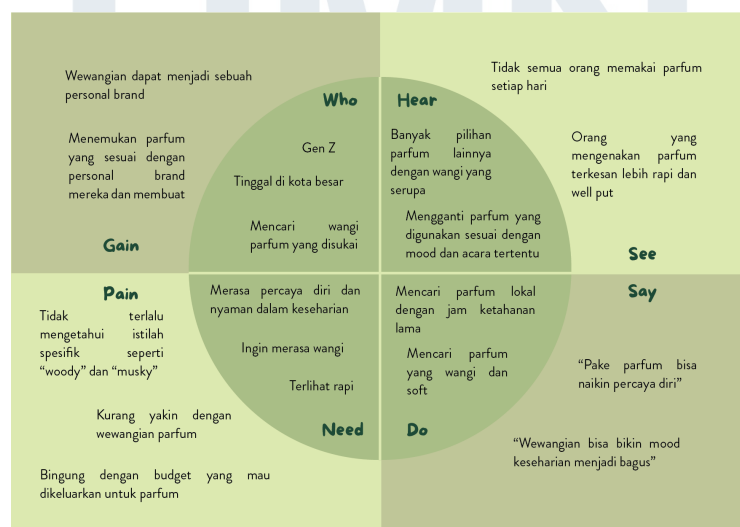 Wewangian dapat menjadi sebuah
personal brand
Menemukan parfum
yang sesuai dengan
personal brand
mereka dan membuat
Gain
Who
Gen Z
Tinggal di kota besar
Mencari wangi
parfum yang disukai
Hear
Banyak pilihan
parfum lainnya
dengan wangi yang
serupa
Mengganti parfum yang
digunakan sesuai dengan
mood dan acara tertentu
Tidak semua orang memakai parfum
setiap hari
Orang yang
mengenakan parfum
terkesan lebih rapi dan
well put
See
Pain
Tidak terlalu
mengetahui istilah
spesifik seperti
“woody” dan “musky”
Kurang yakin dengan
wewangian parfum
Bingung dengan budget yang mau
dikeluarkan untuk parfum
Merasa percaya diri dan
nyaman dalam keseharian
Ingin merasa wangi
Terlihat rapi
Need
Mencari parfum lokal
dengan jam ketahanan
lama
Mencari parfum
yang wangi dan
soft
Do
Say
“Pake parfum bisa
naikin percaya diri”
“Wewangian bisa bikin mood
keseharian menjadi bagus”